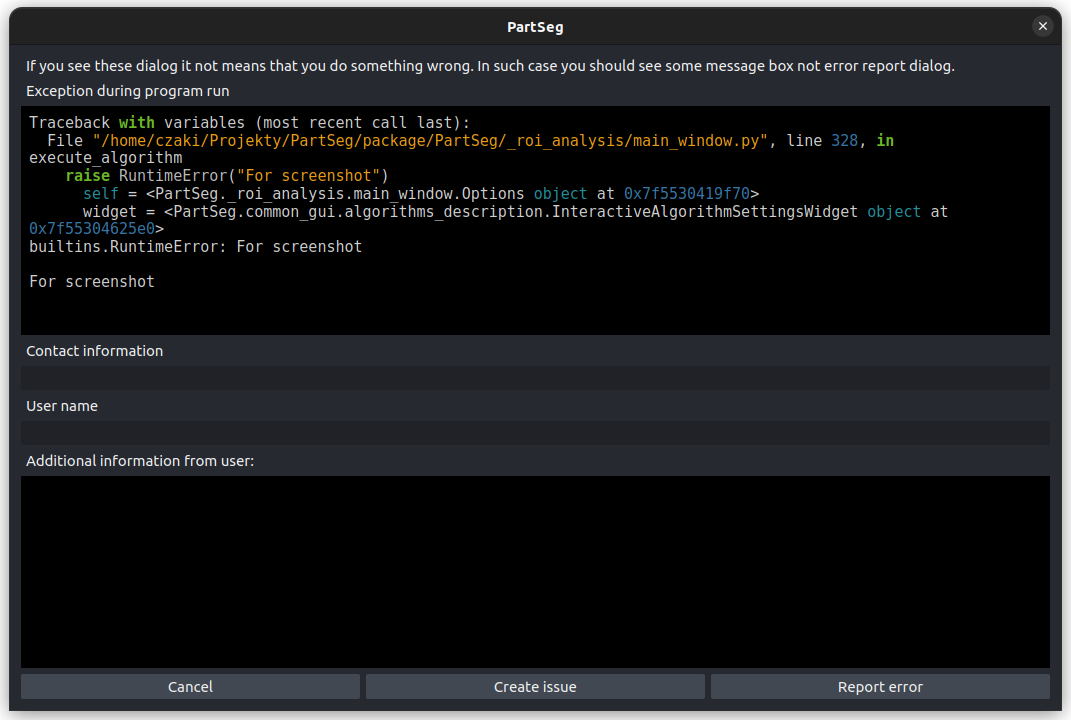 PartSeg
If you see these dialog it not means that you do something wrong. In such case you should see some message box not error report dialog.
Exception during program run
Traceback with variables (most recent call last):
  File "/home/czaki/Projekty/PartSeg/package/PartSeg/_roi_analysis/main_window.py", line 328, in
execute_algorithm
    raise RuntimeError("For screenshot")
      self = <PartSeg._roi_analysis.main_window.Options object at 0x7f5530419f70>
      widget = <PartSeg.common_gui.algorithms_description.InteractiveAlgorithmSettingsWidget object at
0x7f55304625e0>
builtins.RuntimeError: For screenshot
For screenshot
Contact information
User name
Additional information from user:
Cancel
Create issue
Report error